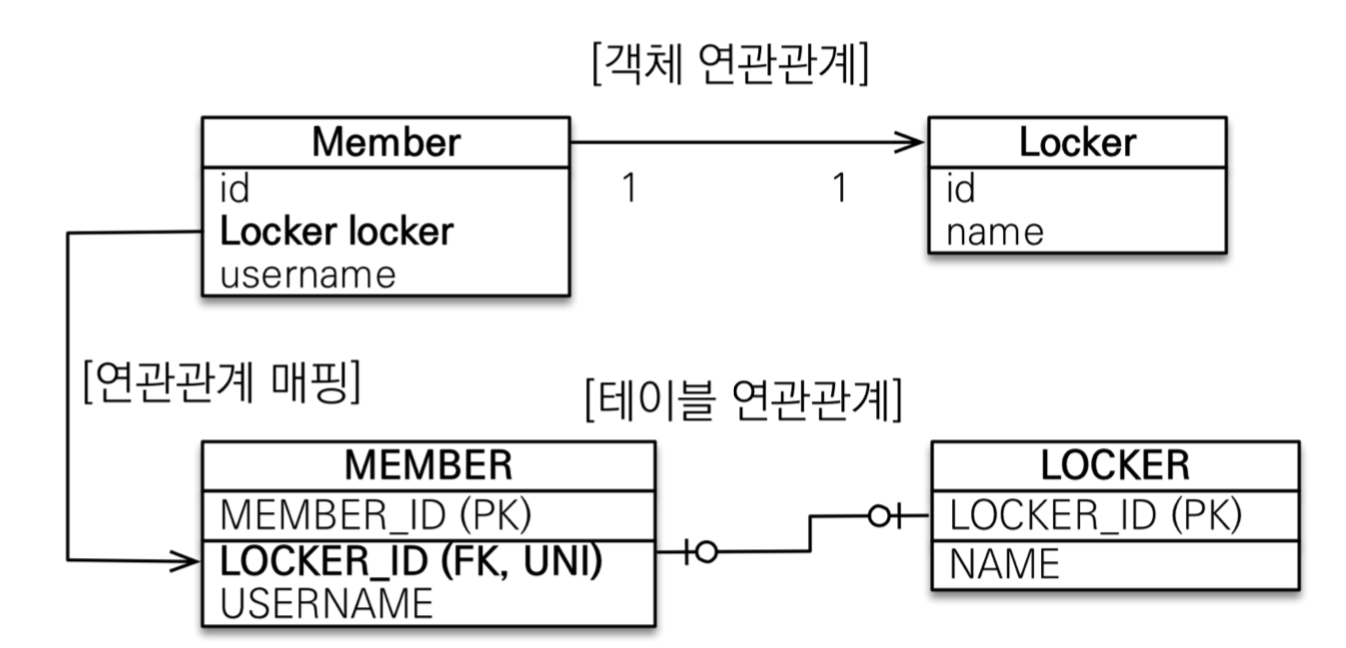 [객체 연관관계]
Member
id
Locker locker
username
1
1
Locker
id
name
[연관관계 매핑]
[테이블 연관관계]
MEMBER
MEMBER_ID (PK)
LOCKER_ID (FK, UNI)
USERNAME
LOCKER
LOCKER_ID (PK)
NAME